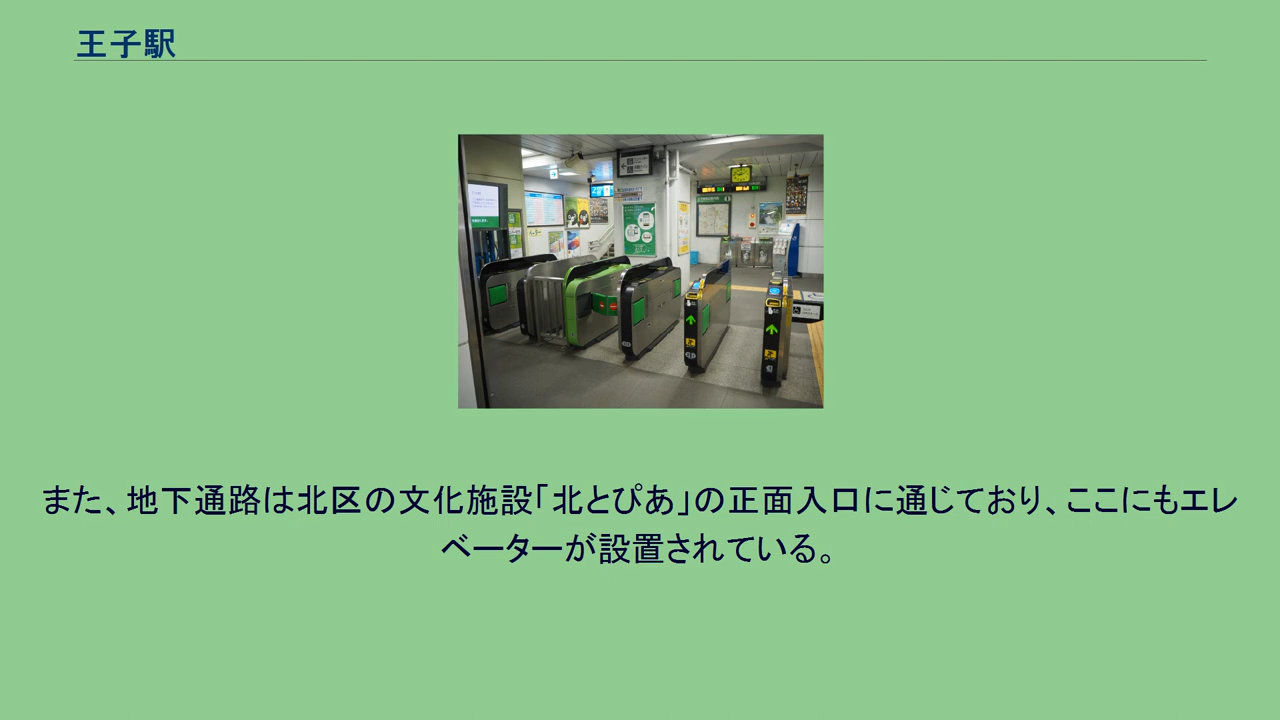 王子駅
また、地下通路は北区の文化施設｢北とぴあ｣の正面入口に通じており、ここにもエレ
ベーターが設置されている。